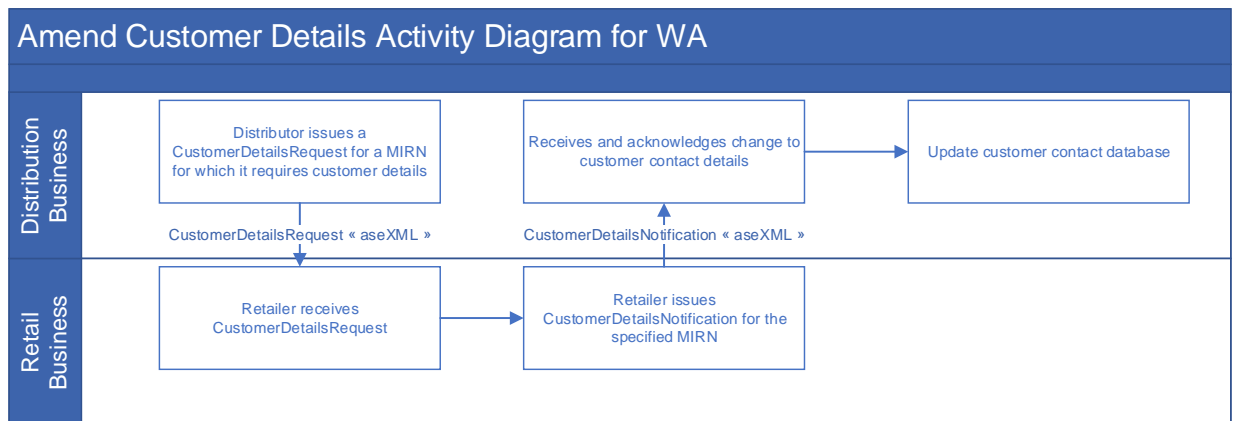 Amend Customer Details Activity Diagram for WA
Distribution
Business
Distributor issues a
CustomerDetailsRequest for a MIRN
for which it requires customer details
Receives and acknowledges change to
customer contact details
Update customer contact database
CustomerDetailsRequest « aseXML »
CustomerDetailsNotification « aseXML »
Retail
Business
Retailer receives
CustomerDetailsRequest
Retailer issues
CustomerDetailsNotification for the
specified MIRN